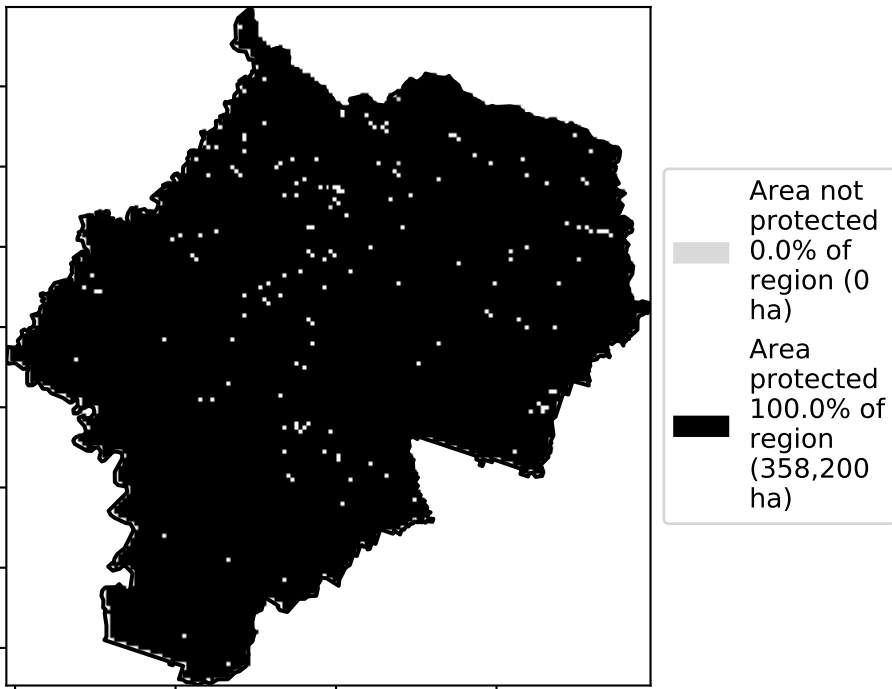 Area not
protected
0.0% of
region (0
ha)
Area
protected
100.0% of
region
(358,200
ha)